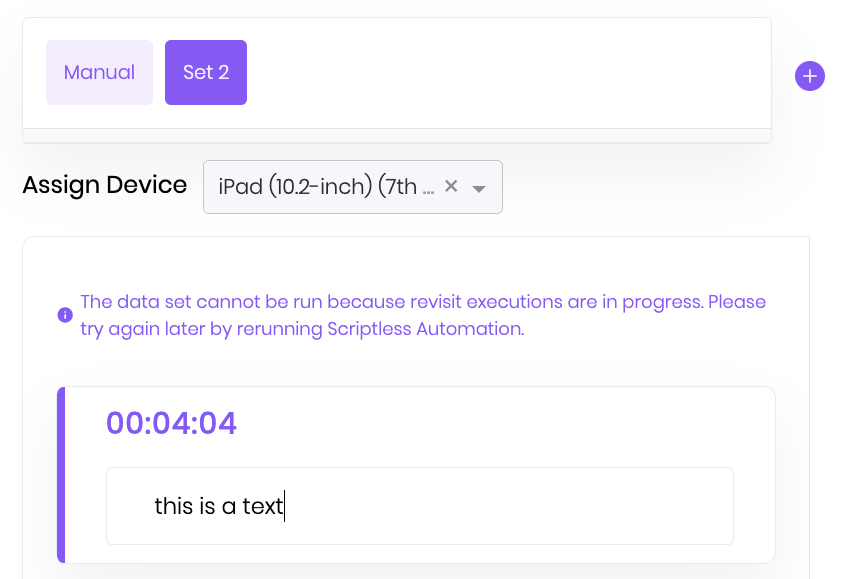 Manual
Set 2
Assign Device
iPad (10.2-inch) (7th ...
The data set cannot be run because revisit executions are in progress. Please
try again later by rerunning Scriptless Automation.
00:04:04
this is a text